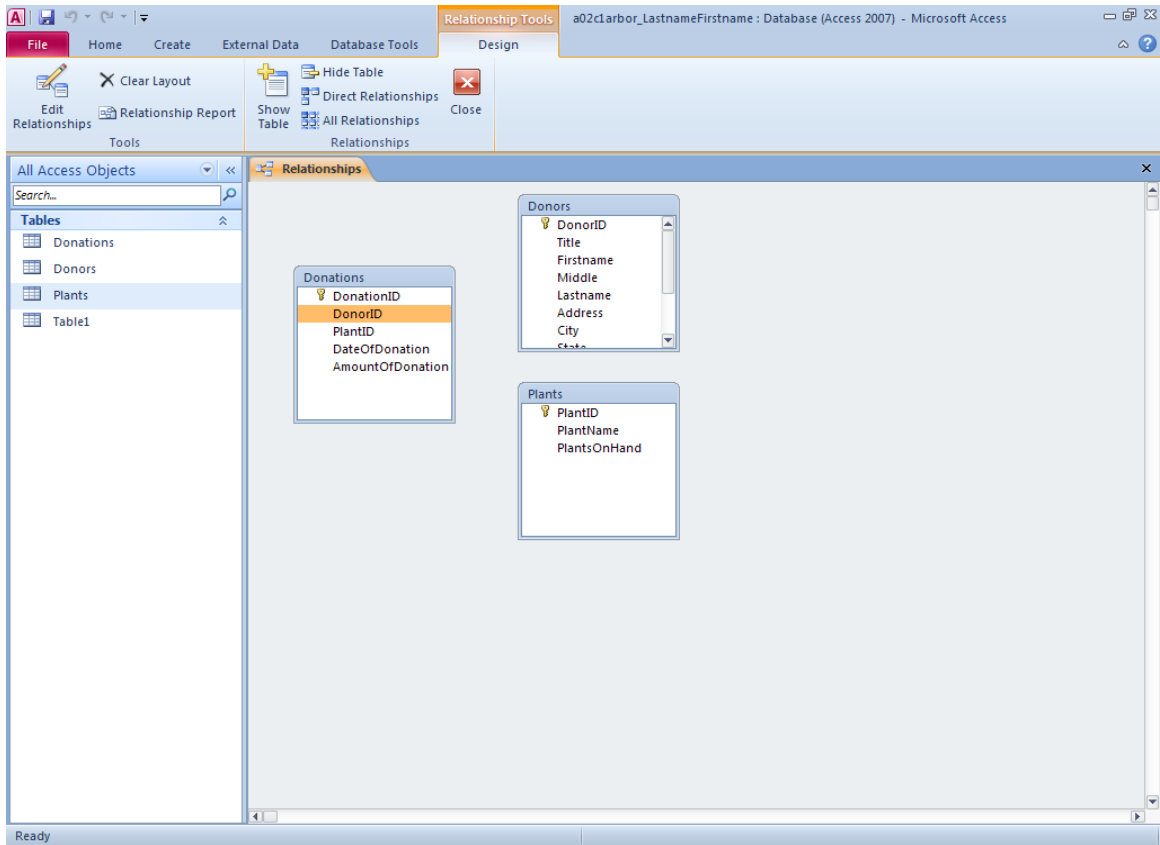 A
Relationship Tools a02c1arbor_LastnameFirstname : Database (Access 2007) - Microsoft Access
File Home Create External Data Database Tools Design
Edit Relationships
Clear Layout
Relationship Report
Tools
Show Table
Hide Table
Direct Relationships
All Relationships
Relationships
Close
All Access Objects
Search...
Tables
Donations
Donors
Plants
Table1
Relationships
Donations
DonationID
DonorID
PlantID
DateOfDonation
AmountOfDonation
Donors
DonorID
Title
Firstname
Middle
Lastname
Address
City
State
Plants
PlantID
PlantName
PlantsOnHand
Ready